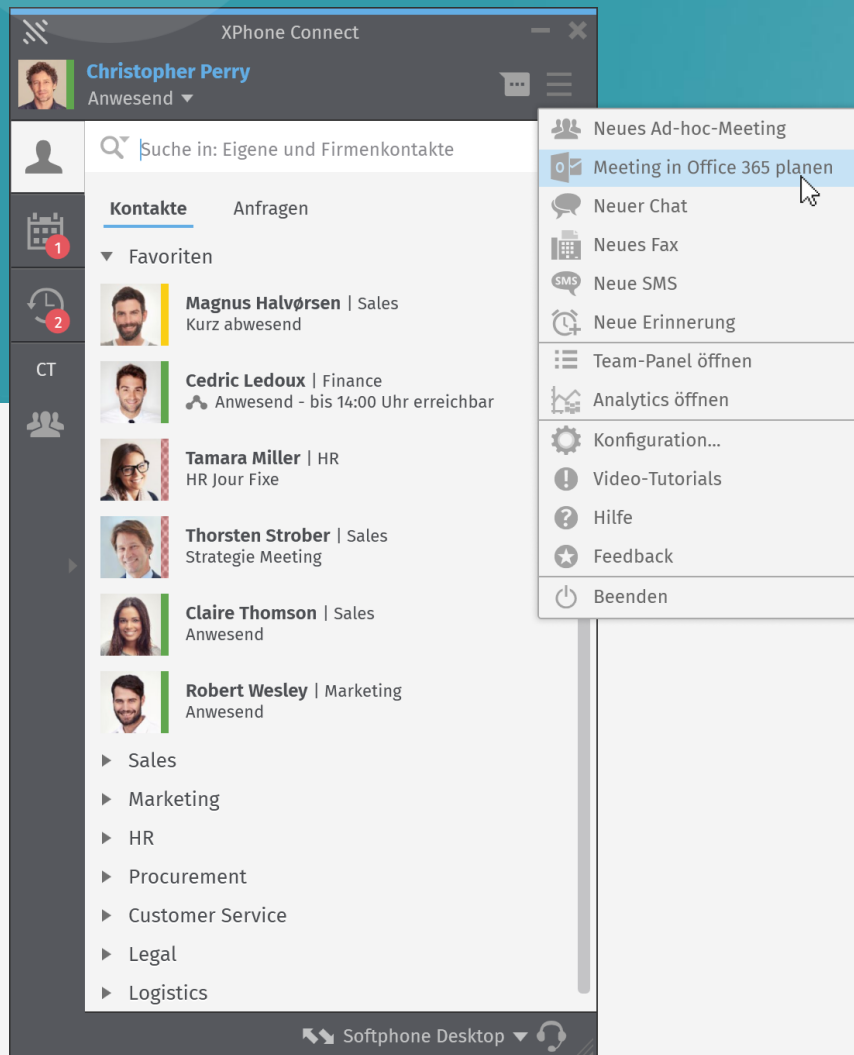 XPhone Connect
Christopher Perry
Anwesend
Suche in: Eigene und Firmenkontakte
Kontakte Anfragen
1
2
CT
Favoriten
Magnus Halvørsen | Sales
Kurz abwesend
Cedric Ledoux | Finance
Anwesend - bis 14:00 Uhr erreichbar
Tamara Miller | HR
HR Jour Fixe
Thorsten Strober | Sales
Strategie Meeting
Claire Thomson | Sales
Anwesend
Robert Wesley | Marketing
Anwesend
Sales
Marketing
HR
Procurement
Customer Service
Legal
Logistics
Softphone Desktop
Neues Ad-hoc-Meeting
Meeting in Office 365 planen
Neuer Chat
Neues Fax
SMS Neue SMS
Neue Erinnerung
Team-Panel öffnen
Analytics öffnen
Konfiguration...
Video-Tutorials
Hilfe
Feedback
Beenden